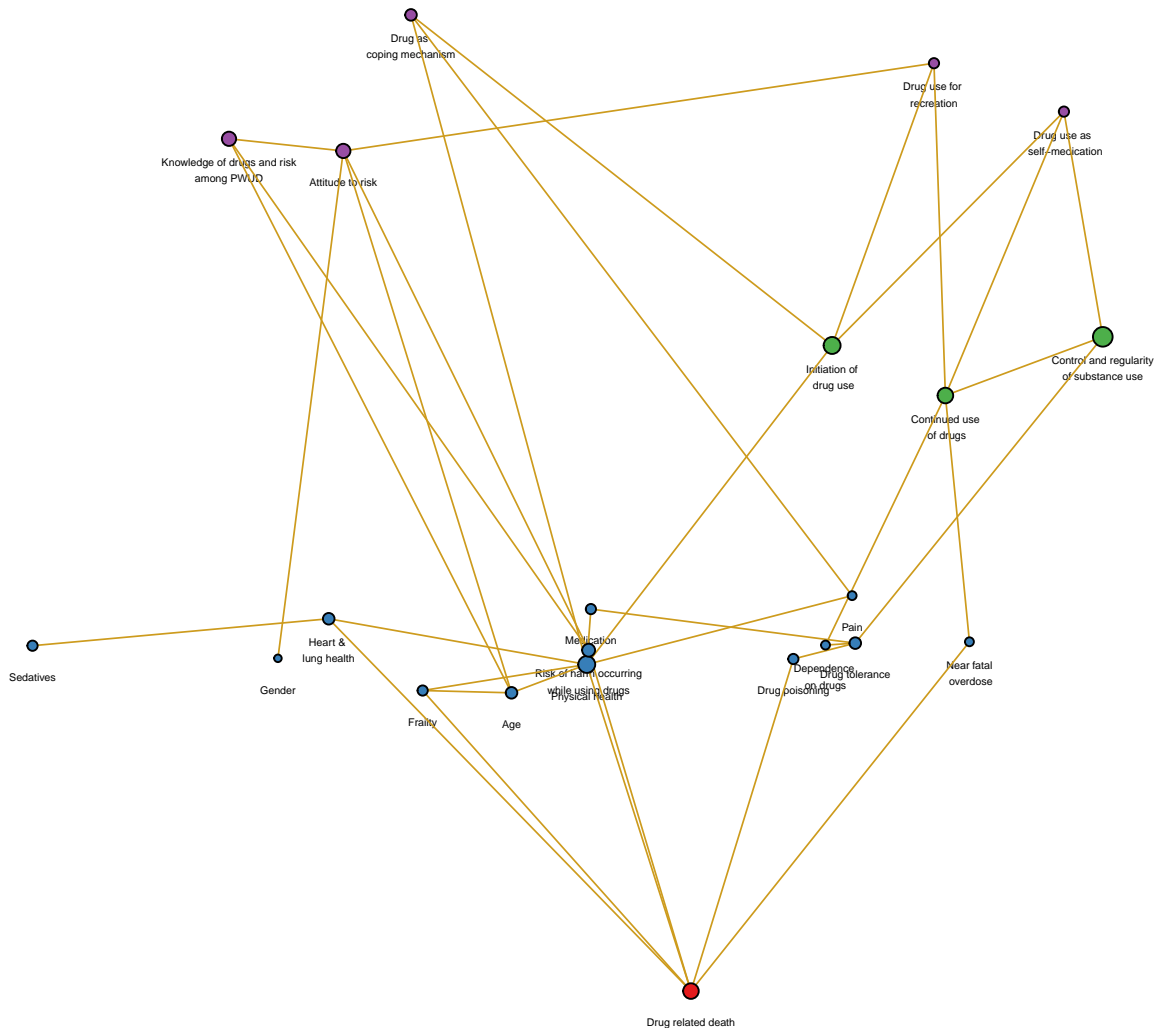 Drug as
coping mechanism
Drug use for
recreation
Drug use as
self−medication
Knowledge of drugs and risk
among PWUD
Attitude to risk
Initiation of
drug use
Control and regularity
of substance use
Continued use
of drugs
Sedatives
Heart &
lung health
Gender
Frailty
Age
Medication
Risk of harm occurring
while using drugs
Physical health
Pain
Dependence
on drugs
Drug tolerance
Drug poisoning
Near fatal
overdose
Drug related death